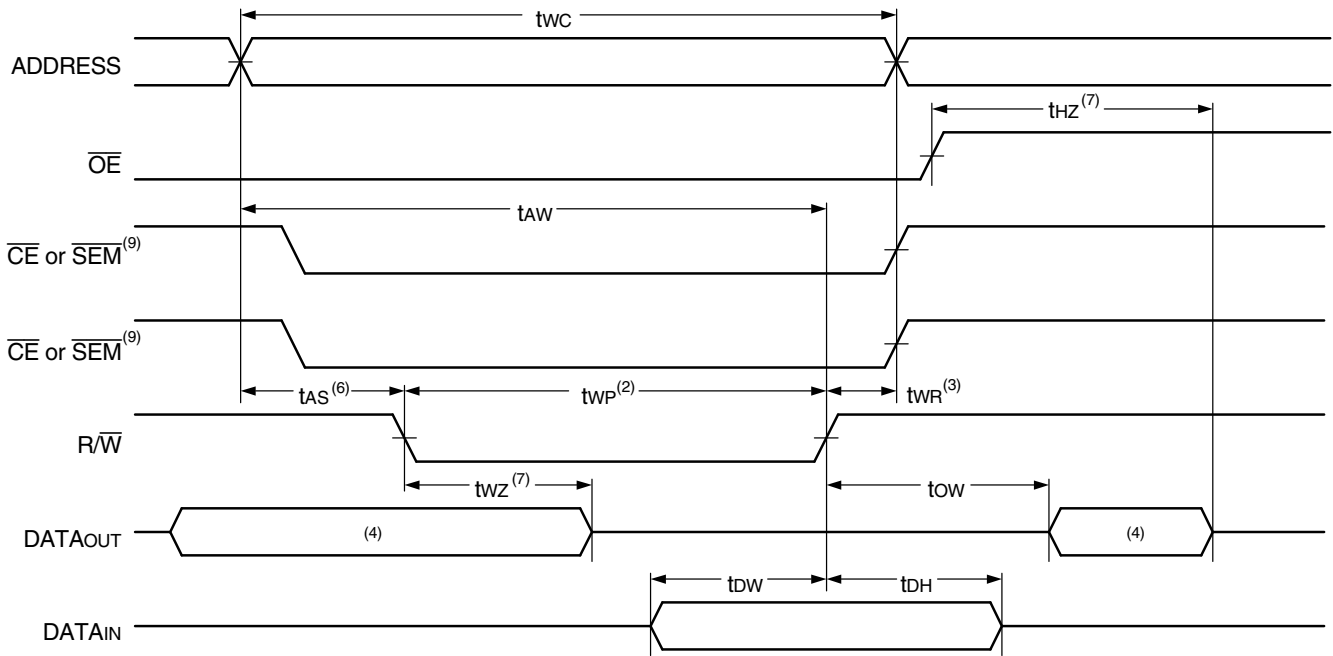 tWC
ADDRESS
tHZ(7)
OE
tAW
CE or SEM(9)
CE or SEM(9)
tAS(6)
tWP(2)
tWR(3)
R/W
tWZ(7)
tOW
DATAOUT
(4)
(4)
tDW
tDH
DATAIN